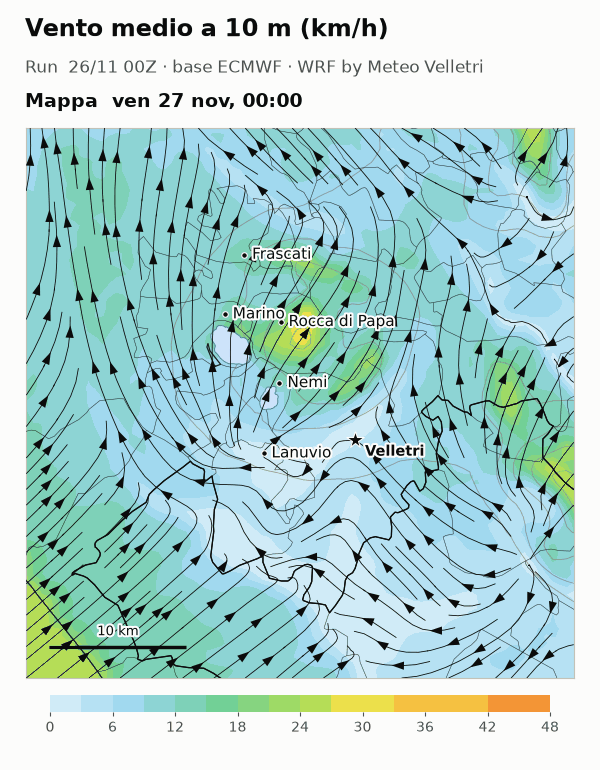 Vento medio a 10 m (km/h)
Run  26/11 00Z · base ECMWF · WRF by Meteo Velletri
Mappa  ven 27 nov, 00:00
Frascati
Marino
Rocca di Papa
Nemi
Velletri
Lanuvio
10 km
0 6 12 18 24 30 36 42 48